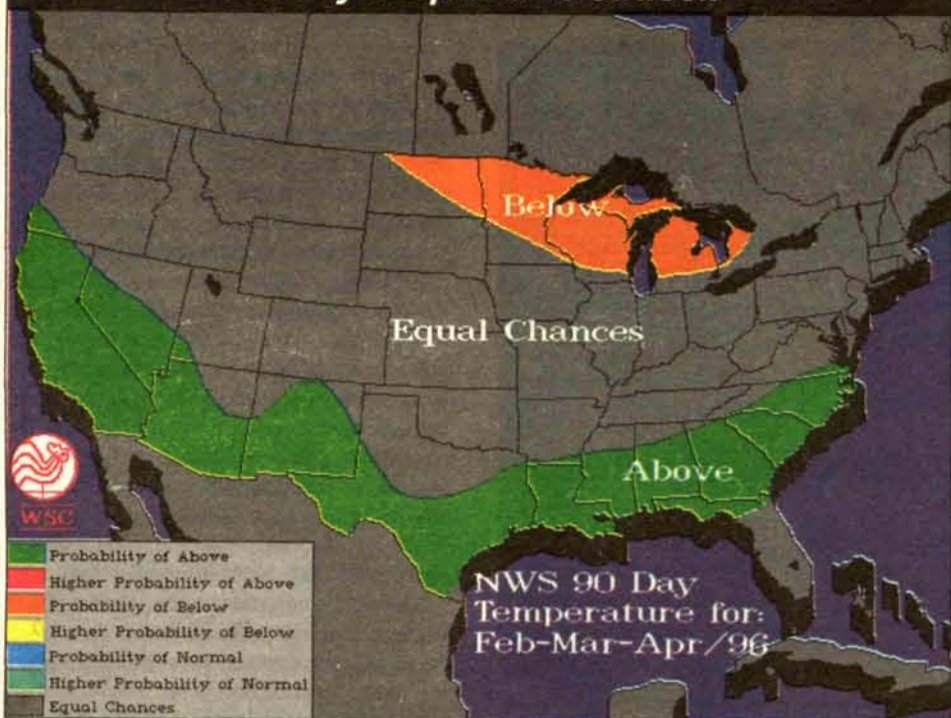 Below
Equal Chances
Above
WSC
Probability of Above
Higher Probability of Above
Probability of Below
Higher Probability of Below
Probability of Normal
Higher Probability of Normal
Equal Chances
NWS 90 Day
Temperature for:
Feb-Mar-Apr/96